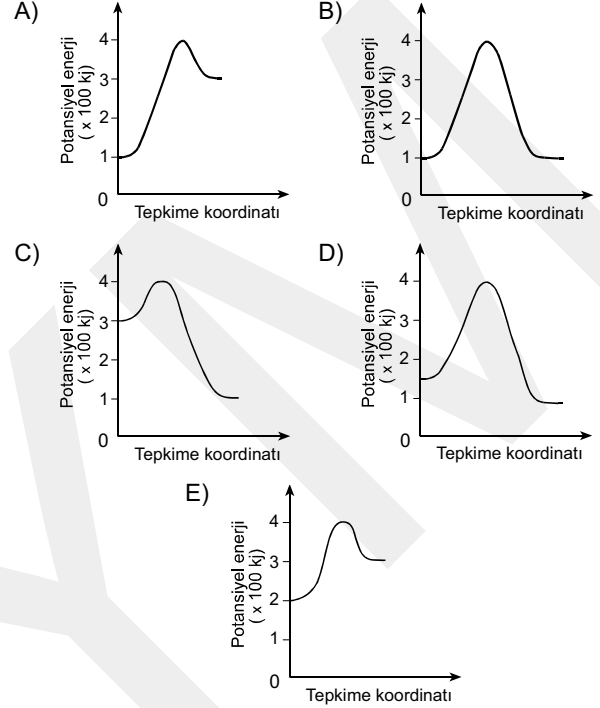 A)
Potansiyel enerji
( x 100 kj)
4
3
2
1
0
Tepkime koordinatı
B)
Potansiyel enerji
( x 100 kj)
4
3
2
1
0
Tepkime koordinatı
C)
Potansiyel enerji
( x 100 kj)
4
3
2
1
0
Tepkime koordinatı
D)
Potansiyel enerji
( x 100 kj)
4
3
2
1
0
Tepkime koordinatı
E)
Potansiyel enerji
( x 100 kj)
4
3
2
1
0
Tepkime koordinatı